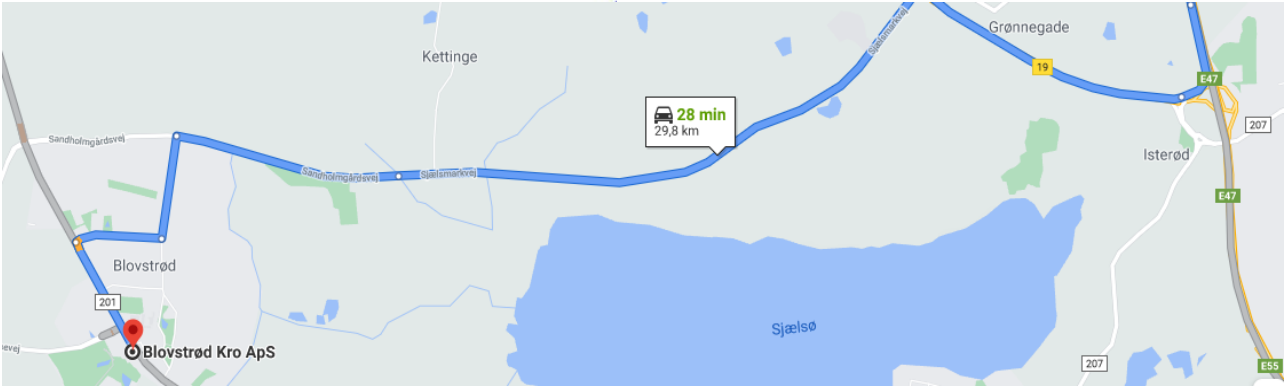 Grønnegade
Kettinge
Sjælsmarkvej
19
E47
28 min
29,8 km
207
Sandholmgårdsvej
Isterød
Sandholmgårdsvej
Sjælsmarkvej
E47
Blovstrød
201
Sjælsø
Blovstrød Kro ApS
207
E55